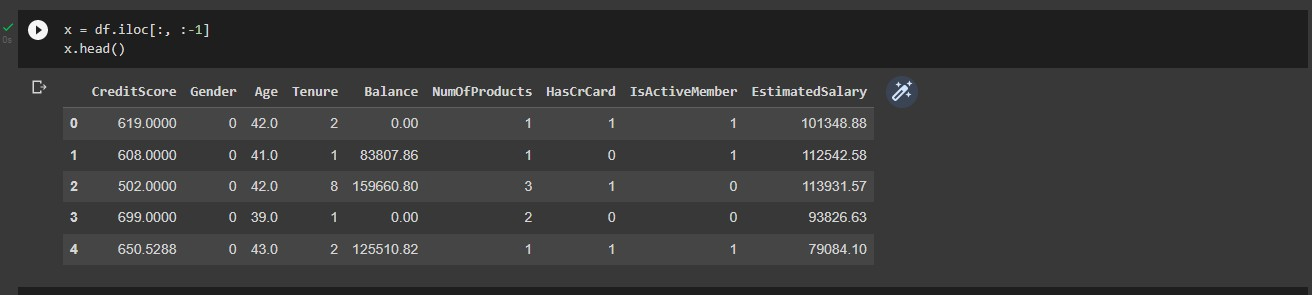 x = df.iloc[:, :-1]
x.head()
0s
CreditScore Gender Age Tenure Balance NumOfProducts HasCrCard IsActiveMember EstimatedSalary
0 619.0000 0 42.0 2 0.00 1 1 1 101348.88
1 608.0000 0 41.0 1 83807.86 1 0 1 112542.58
2 502.0000 0 42.0 8 159660.80 3 1 0 113931.57
3 699.0000 0 39.0 1 0.00 2 0 0 93826.63
4 650.5288 0 43.0 2 125510.82 1 1 1 79084.10